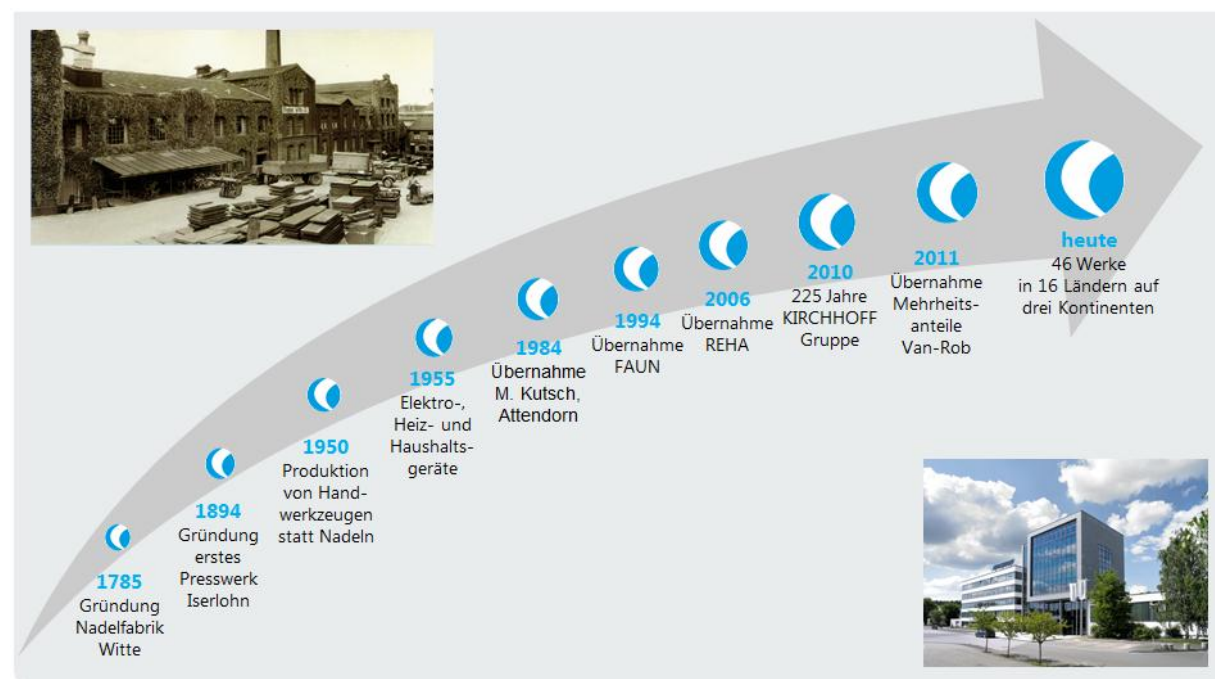 1785
Gründung
Nadelfabrik
Witte
1894
Gründung
erstes
Presswerk
Iserlohn
1950
Produktion
von Hand-
werkzeugen
statt Nadeln
1955
Elektro-,
Heiz- und
Haushalts-
geräte
1984
Übernahme
M. Kutsch,
Attendorn
1994
Übernahme
FAUN
2006
Übernahme
REHA
2010
225 Jahre
KIRCHHOFF
Gruppe
2011
Übernahme
Mehrheits-
anteile
Van-Rob
heute
46 Werke
in 16 Ländern auf
drei Kontinenten